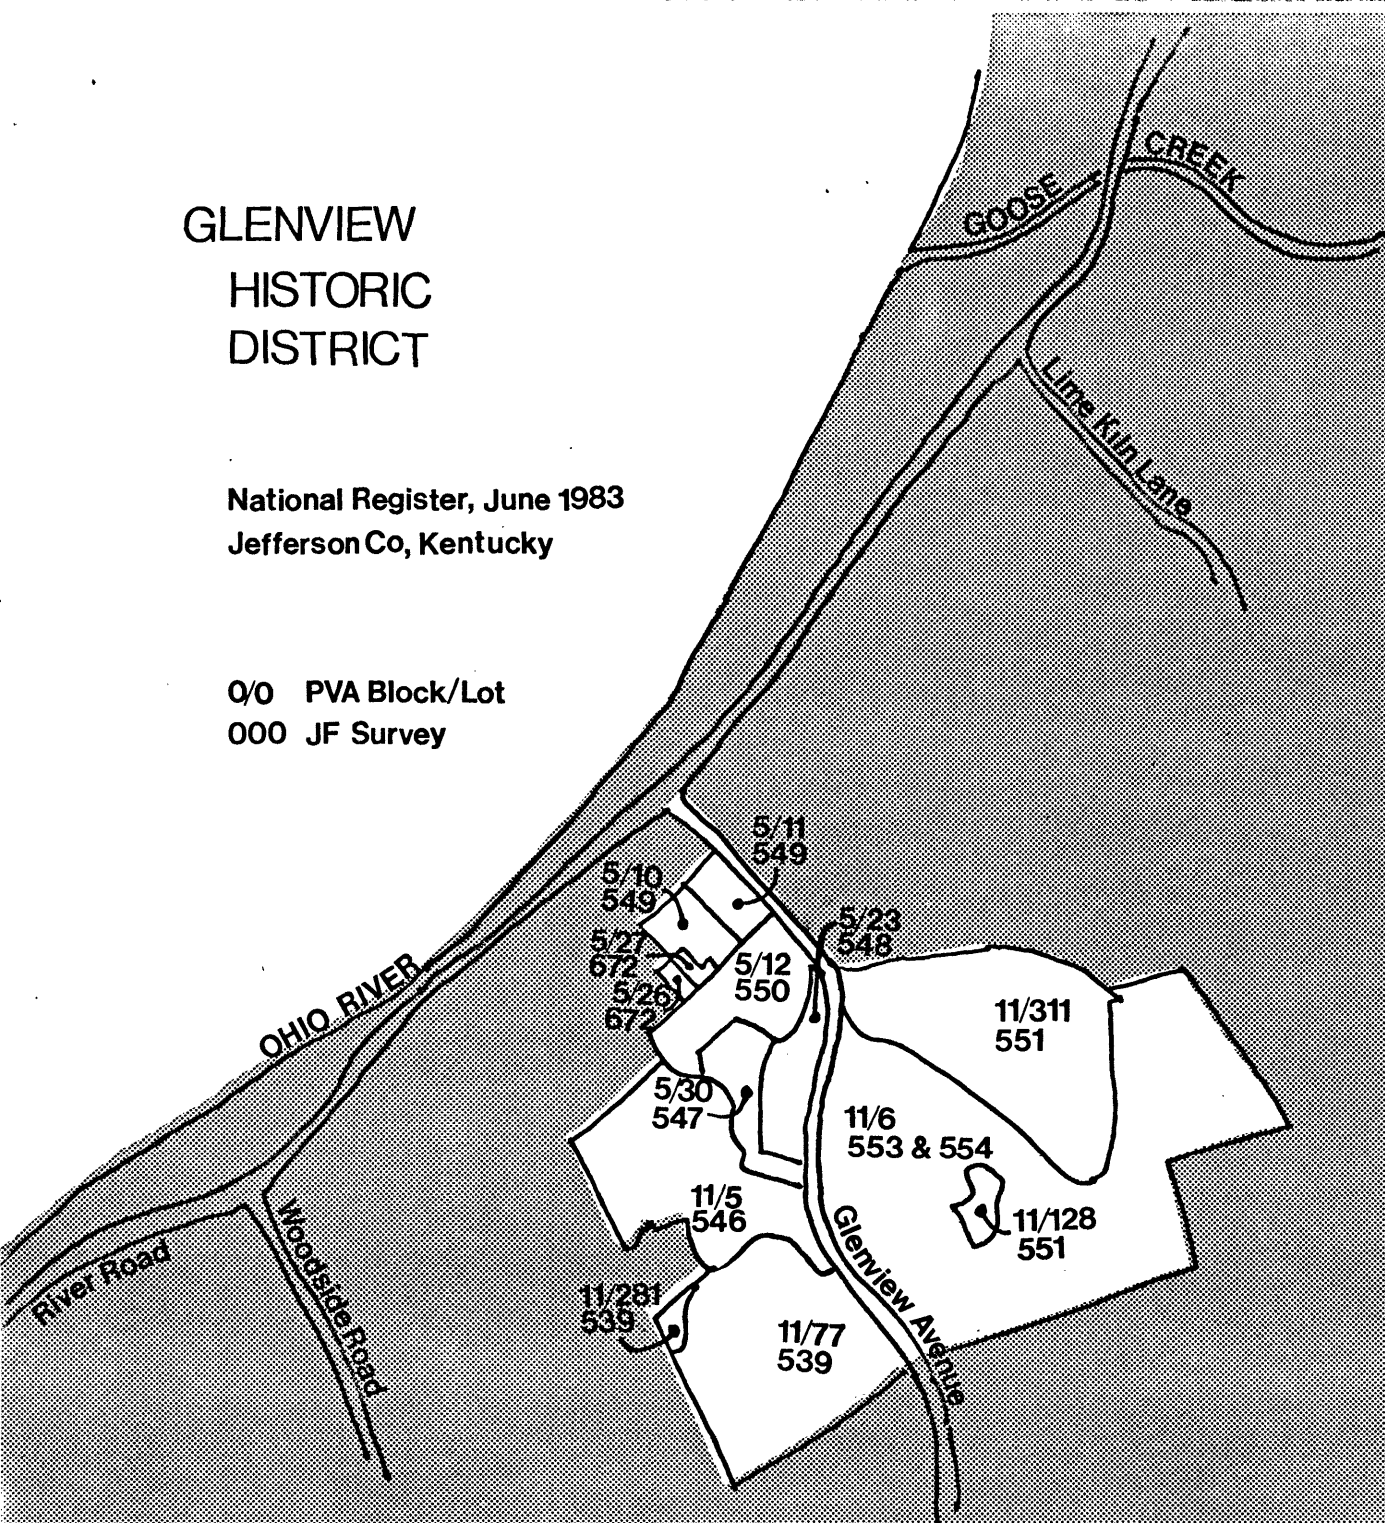 GLENVIEW
HISTORIC
DISTRICT
National Register, June 1983
Jefferson Co, Kentucky
0/0 PVA Block/Lot
000 JF Survey
GOOSE CREEK
Lime Kiln Lane
OHIO RIVER
River Road
Woodside Road
Glenview Avenue
5/11
549
5/10
549
5/23
548
5/27
672
5/12
550
5/26
672
11/311
551
5/30
547
11/6
553 & 554
11/5
546
11/128
551
11/281
539
11/77
539